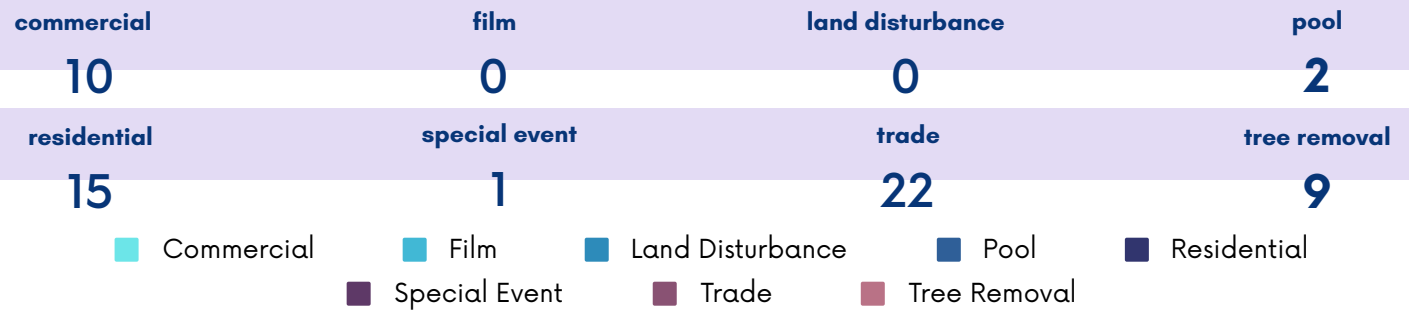 commercial film land disturbance pool
10 0 0 2
residential special event trade tree removal
15 1 22 9
Commercial Film Land Disturbance Pool Residential
Special Event Trade Tree Removal